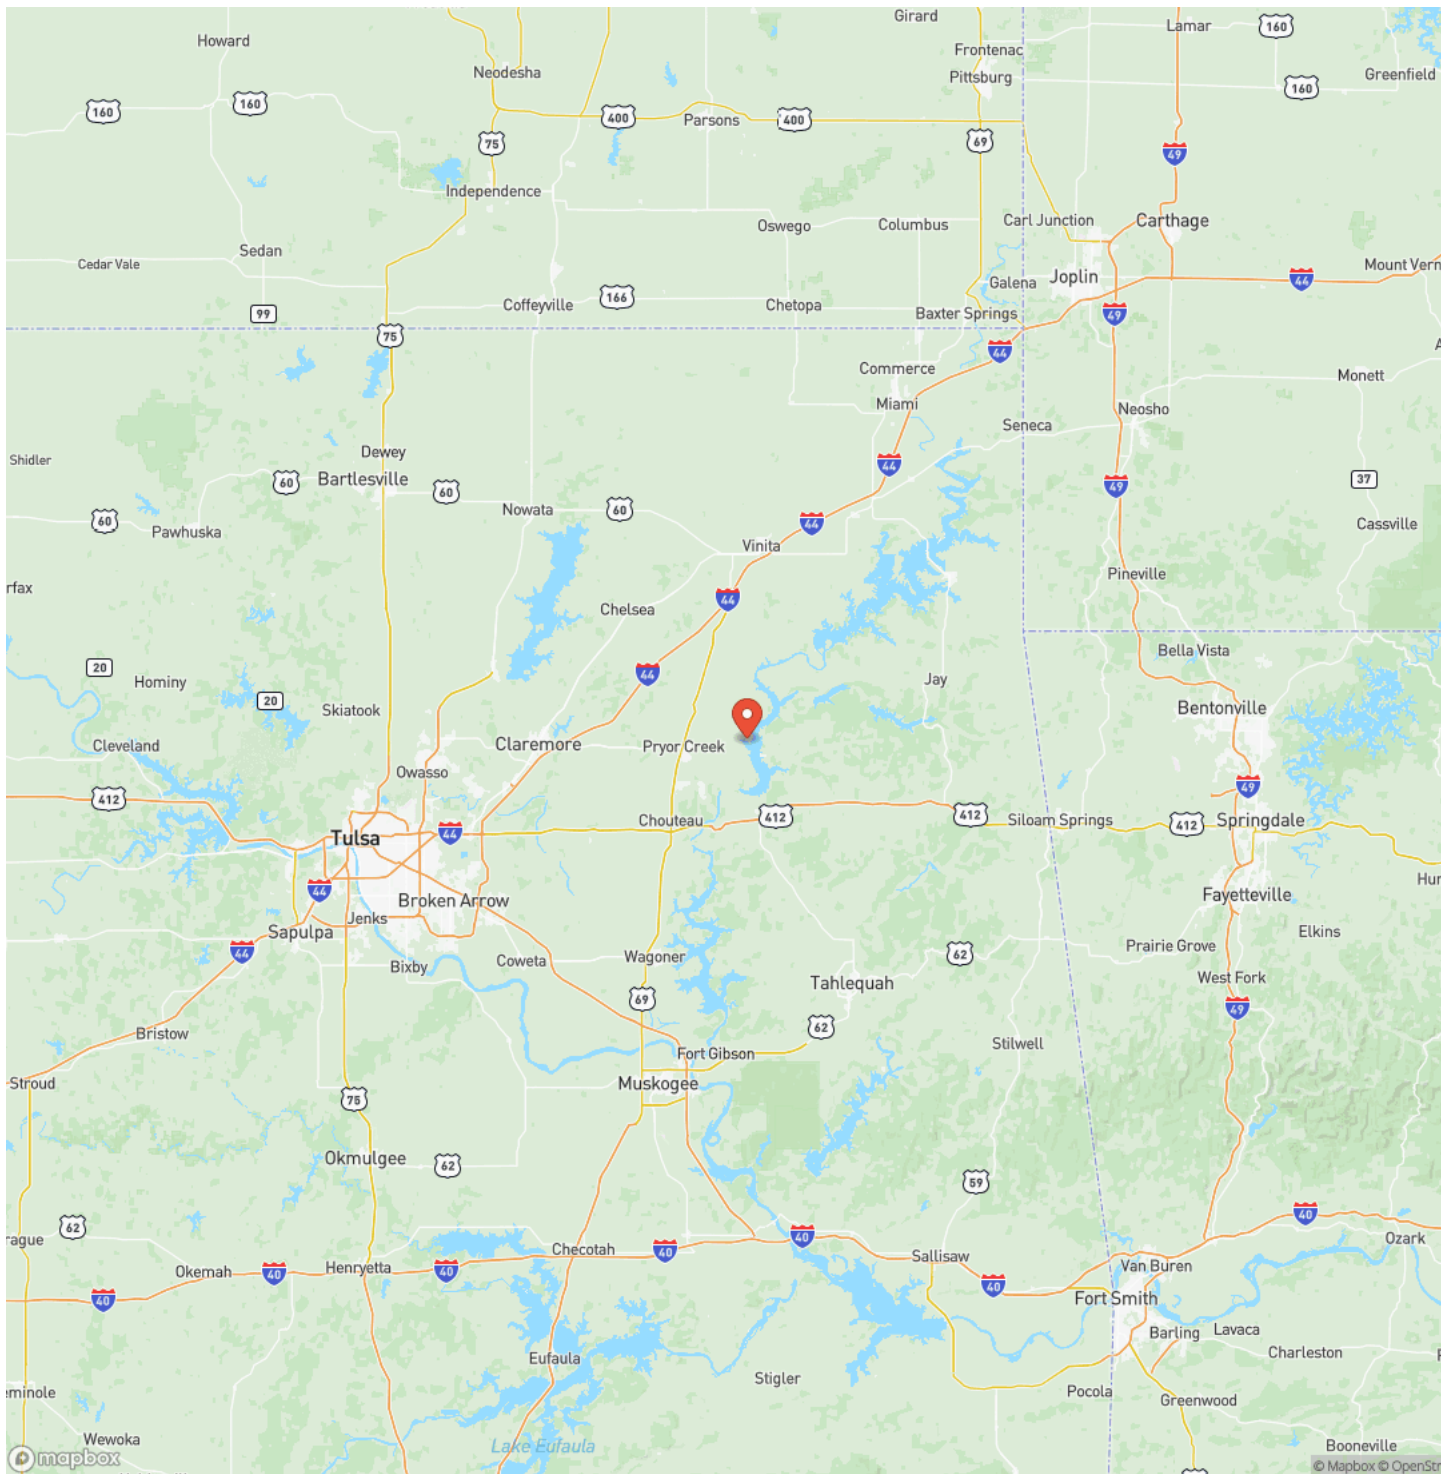 Girard
Lamar
Howard
160
Frontenac
Neodesha
Pittsburg
Greenfield
160
160
160
400
Parsons
400
75
69
49
Independence
Oswego
Columbus
Carl Junction
Carthage
Sedan
Cedar Vale
Galena
Joplin
44
Mount Vern
99
Coffeyville
166
Chetopa
Baxter Springs
49
75
44
Commerce
Monett
A
Miami
Neosho
Seneca
Shidler
Dewey
Bartlesville
60
60
44
49
37
Nowata
60
44
Cassville
60
Pawhuska
Vinita
rfax
Chelsea
44
Pineville
20
Hominy
44
Bella Vista
20
Skiatook
Jay
Bentonville
Cleveland
Claremore
Pryor Creek
Owasso
49
412
Tulsa
44
Chouteau
412
412
Siloam Springs
412
Springdale
44
Broken Arrow
Fayetteville
Hur
Jenks
Sapulpa
44
Bixby
Coweta
Wagoner
62
Prairie Grove
Elkins
Tahlequah
West Fork
69
49
Bristow
62
Stilwell
Fort Gibson
Stroud
Muskogee
75
Okmulgee
62
59
62
rague
40
40
Ozark
Checotah
40
Sallisaw
Okemah
40
Henryetta
40
40
Van Buren
40
Fort Smith
Barling
Lavaca
Eufaula
Charleston
Stigler
Pocola
Greenwood
eminole
Wewoka
Lake Eufaula
Booneville
mapbox
© Mapbox © OpenStr